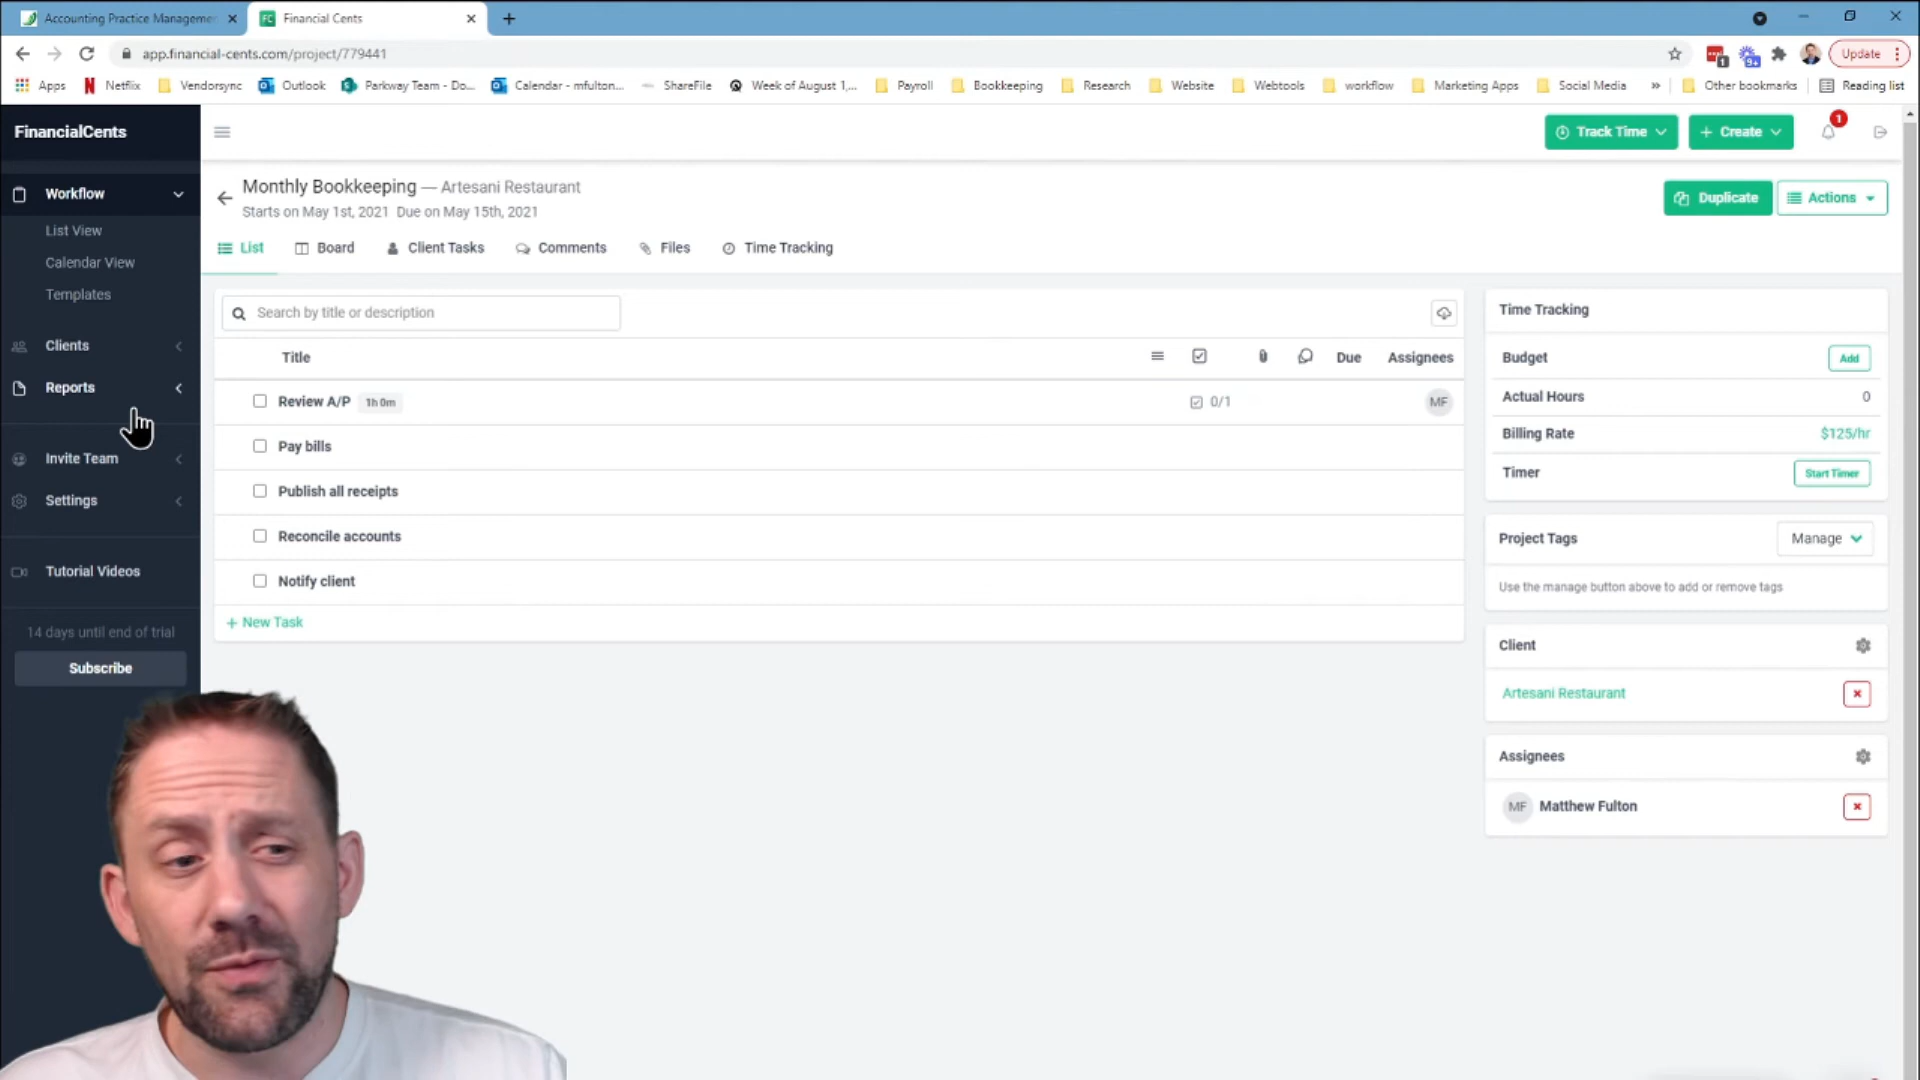 Accounting Practice Managemen
FC Financial Cents
app.financial-cents.com/project/779441
Update
Apps Netflix Vendorsync Outlook Parkway Team - Do... Calendar - mfulton... ShareFile Week of August 1,... Payroll Bookkeeping Research Website Webtools workflow Marketing Apps Social Media » Other bookmarks Reading list
1
9+
FinancialCents
Track Time
+ Create
1
Workflow
List View
Calendar View
Templates
Clients
Reports
Invite Team
Settings
Tutorial Videos
14 days until end of trial
Subscribe
Monthly Bookkeeping — Artesani Restaurant
Starts on May 1st, 2021 Due on May 15th, 2021
Duplicate
Actions
List Board Client Tasks Comments Files Time Tracking
Search by title or description
Title Due Assignees
Review A/P 1h 0m 0/1 MF
Pay bills
Publish all receipts
Reconcile accounts
Notify client
+ New Task
Time Tracking
Budget Add
Actual Hours 0
Billing Rate $125/hr
Timer Start Timer
Project Tags Manage
Use the manage button above to add or remove tags
Client
Artesani Restaurant
Assignees
MF Matthew Fulton